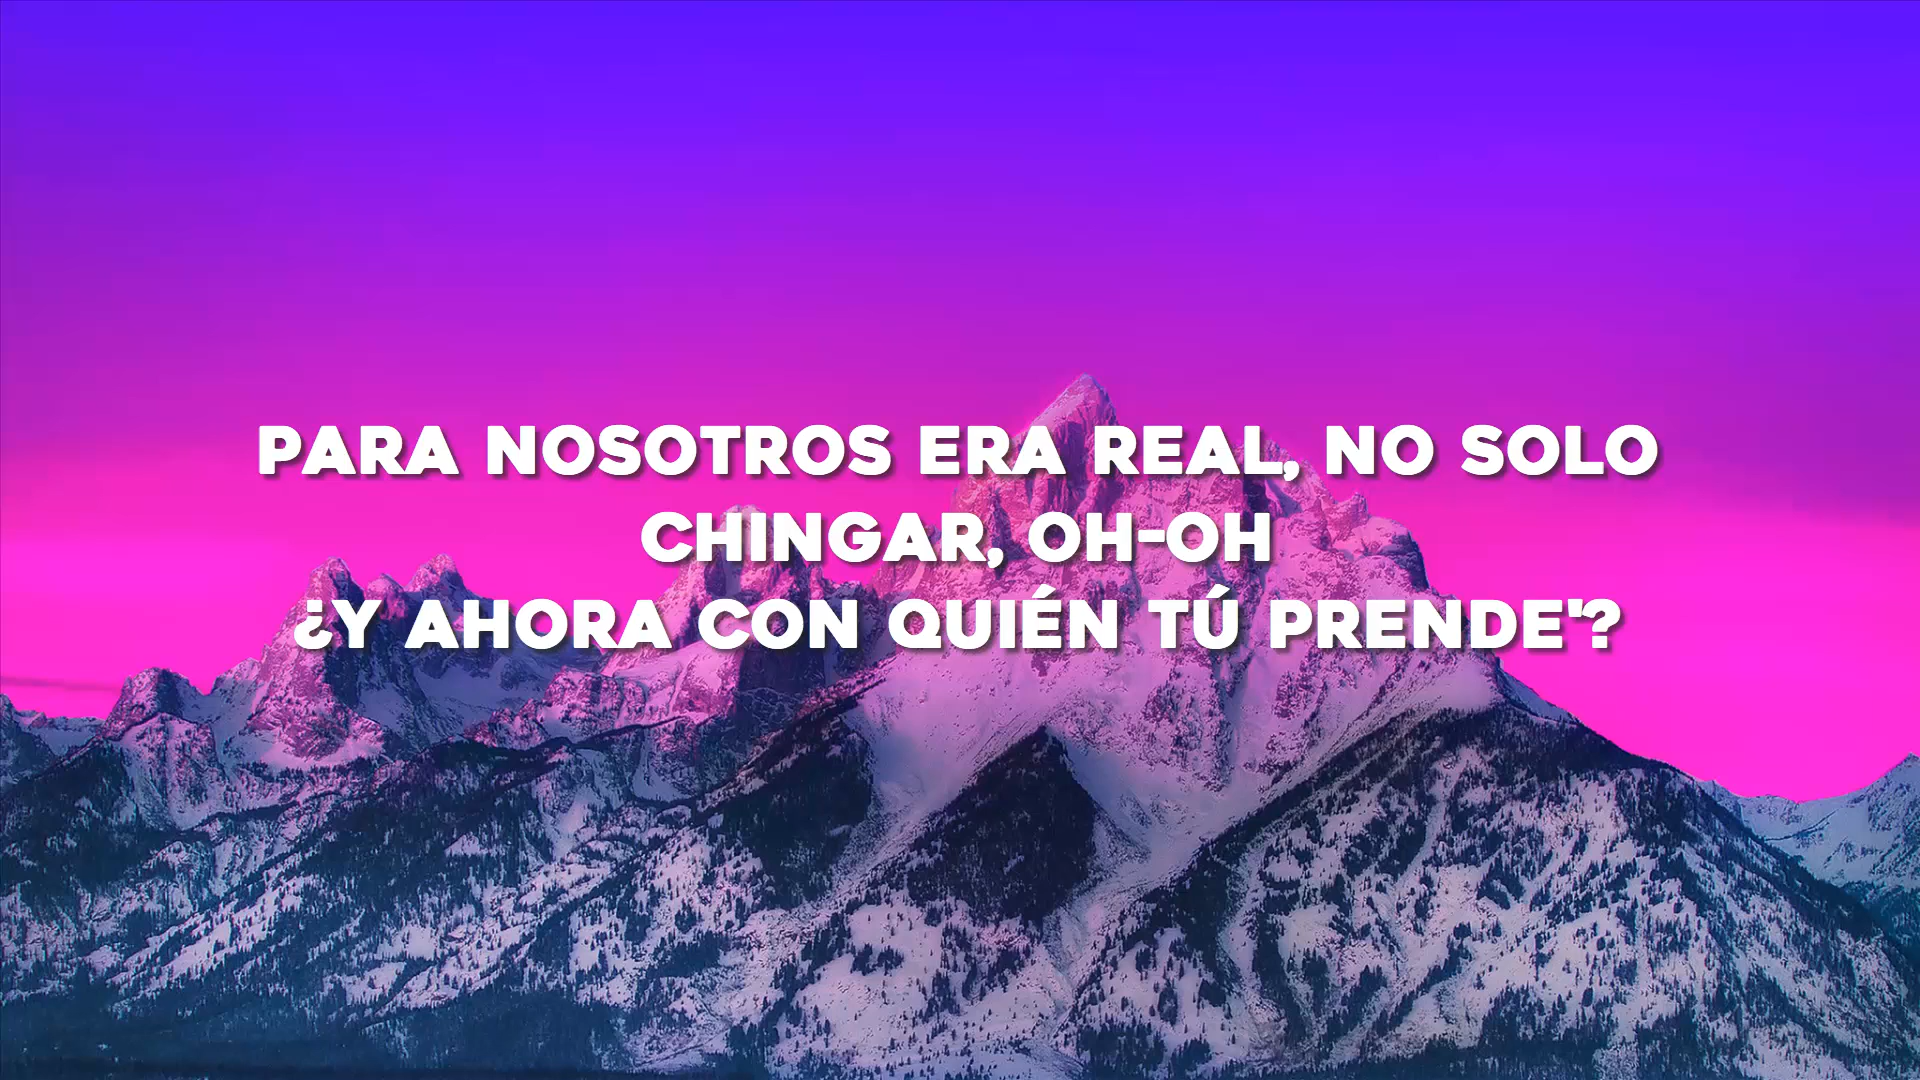 PARA NOSOTROS ERA REAL, NO SOLO
CHINGAR, OH-OH
¿Y AHORA CON QUIÉN TÚ PRENDE'?